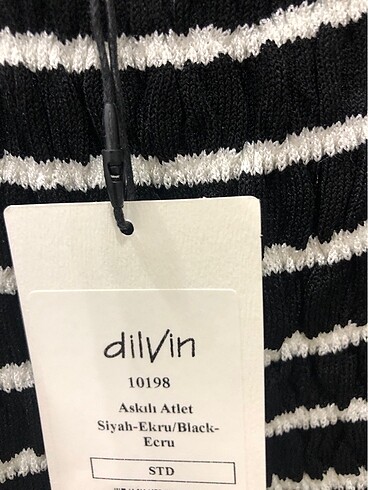 dilvin
10198
Askılı Atlet
Siyah-Ekru/Black-
Ecru
STD